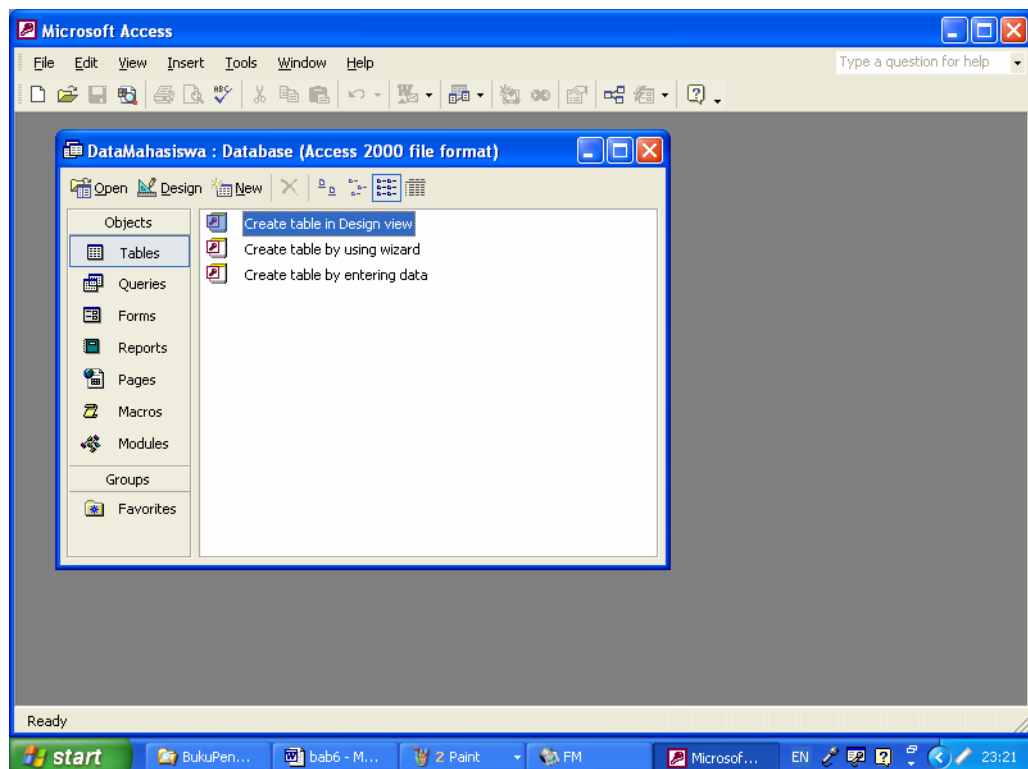 Microsoft Access
File Edit View Insert Tools Window Help
Type a question for help
DataMahasiswa : Database (Access 2000 file format)
Open Design New
Objects
Tables
Queries
Forms
Reports
Pages
Macros
Modules
Groups
Favorites
Create table in Design view
Create table by using wizard
Create table by entering data
Ready
start BukuPen... bab6 - M... 2 Paint FM Microsof... EN 23:21